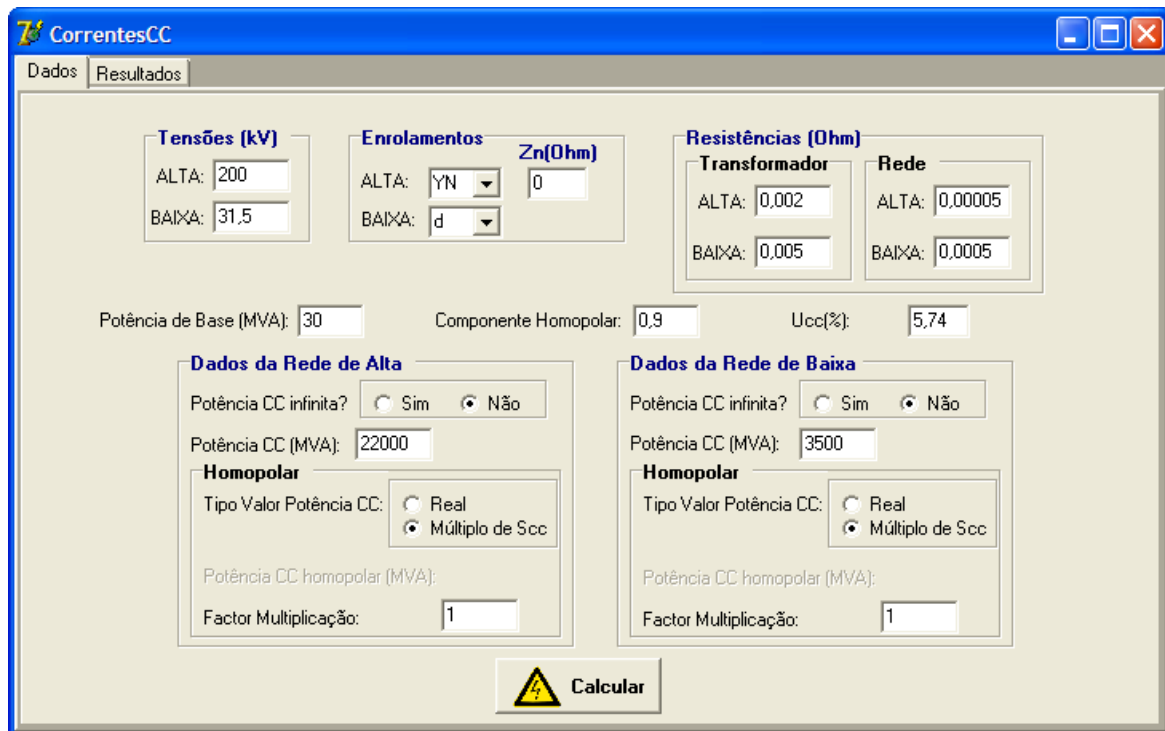 CorrentesCC
Dados Resultados
Tensões (kV)
ALTA: 200
BAIXA: 31,5
Enrolamentos
Zn(Ohm)
ALTA: YN 0
BAIXA: d
Resistências (Ohm)
Transformador
ALTA: 0,002
BAIXA: 0,005
Rede
ALTA: 0,00005
BAIXA: 0,0005
Potência de Base (MVA): 30 Componente Homopolar: 0,9 Ucc(%): 5,74
Dados da Rede de Alta
Potência CC infinita? Sim Não
Potência CC (MVA): 22000
Homopolar
Tipo Valor Potência CC: Real
Múltiplo de Scc
Potência CC homopolar (MVA):
Factor Multiplicação: 1
Dados da Rede de Baixa
Potência CC infinita? Sim Não
Potência CC (MVA): 3500
Homopolar
Tipo Valor Potência CC: Real
Múltiplo de Scc
Potência CC homopolar (MVA):
Factor Multiplicação: 1
Calcular